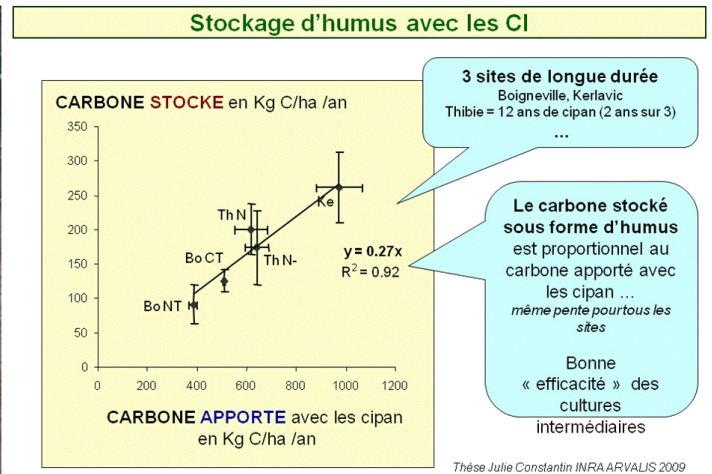 Stockage d'humus avec les CI
CARBONE STOCKE en Kg C/ha /an
350
300
250
200
150
100
50
0
0 200 400 600 800 1000 1200
Ke
Th N
Bo CT
Th N-
Bo NT
y = 0.27x
R² = 0.92
CARBONE APPORTE avec les cipan
en Kg C/ha /an
3 sites de longue durée
Boigneville, Kerlavic
Thibie = 12 ans de cipan (2 ans sur 3)
...
Le carbone stocké
sous forme d'humus
est proportionnel au
carbone apporté avec
les cipan ...
même pente pour tous les
sites
Bonne
« efficacité » des
cultures
intermédiaires
Thèse Julie Constantin INRA ARVALIS 2009